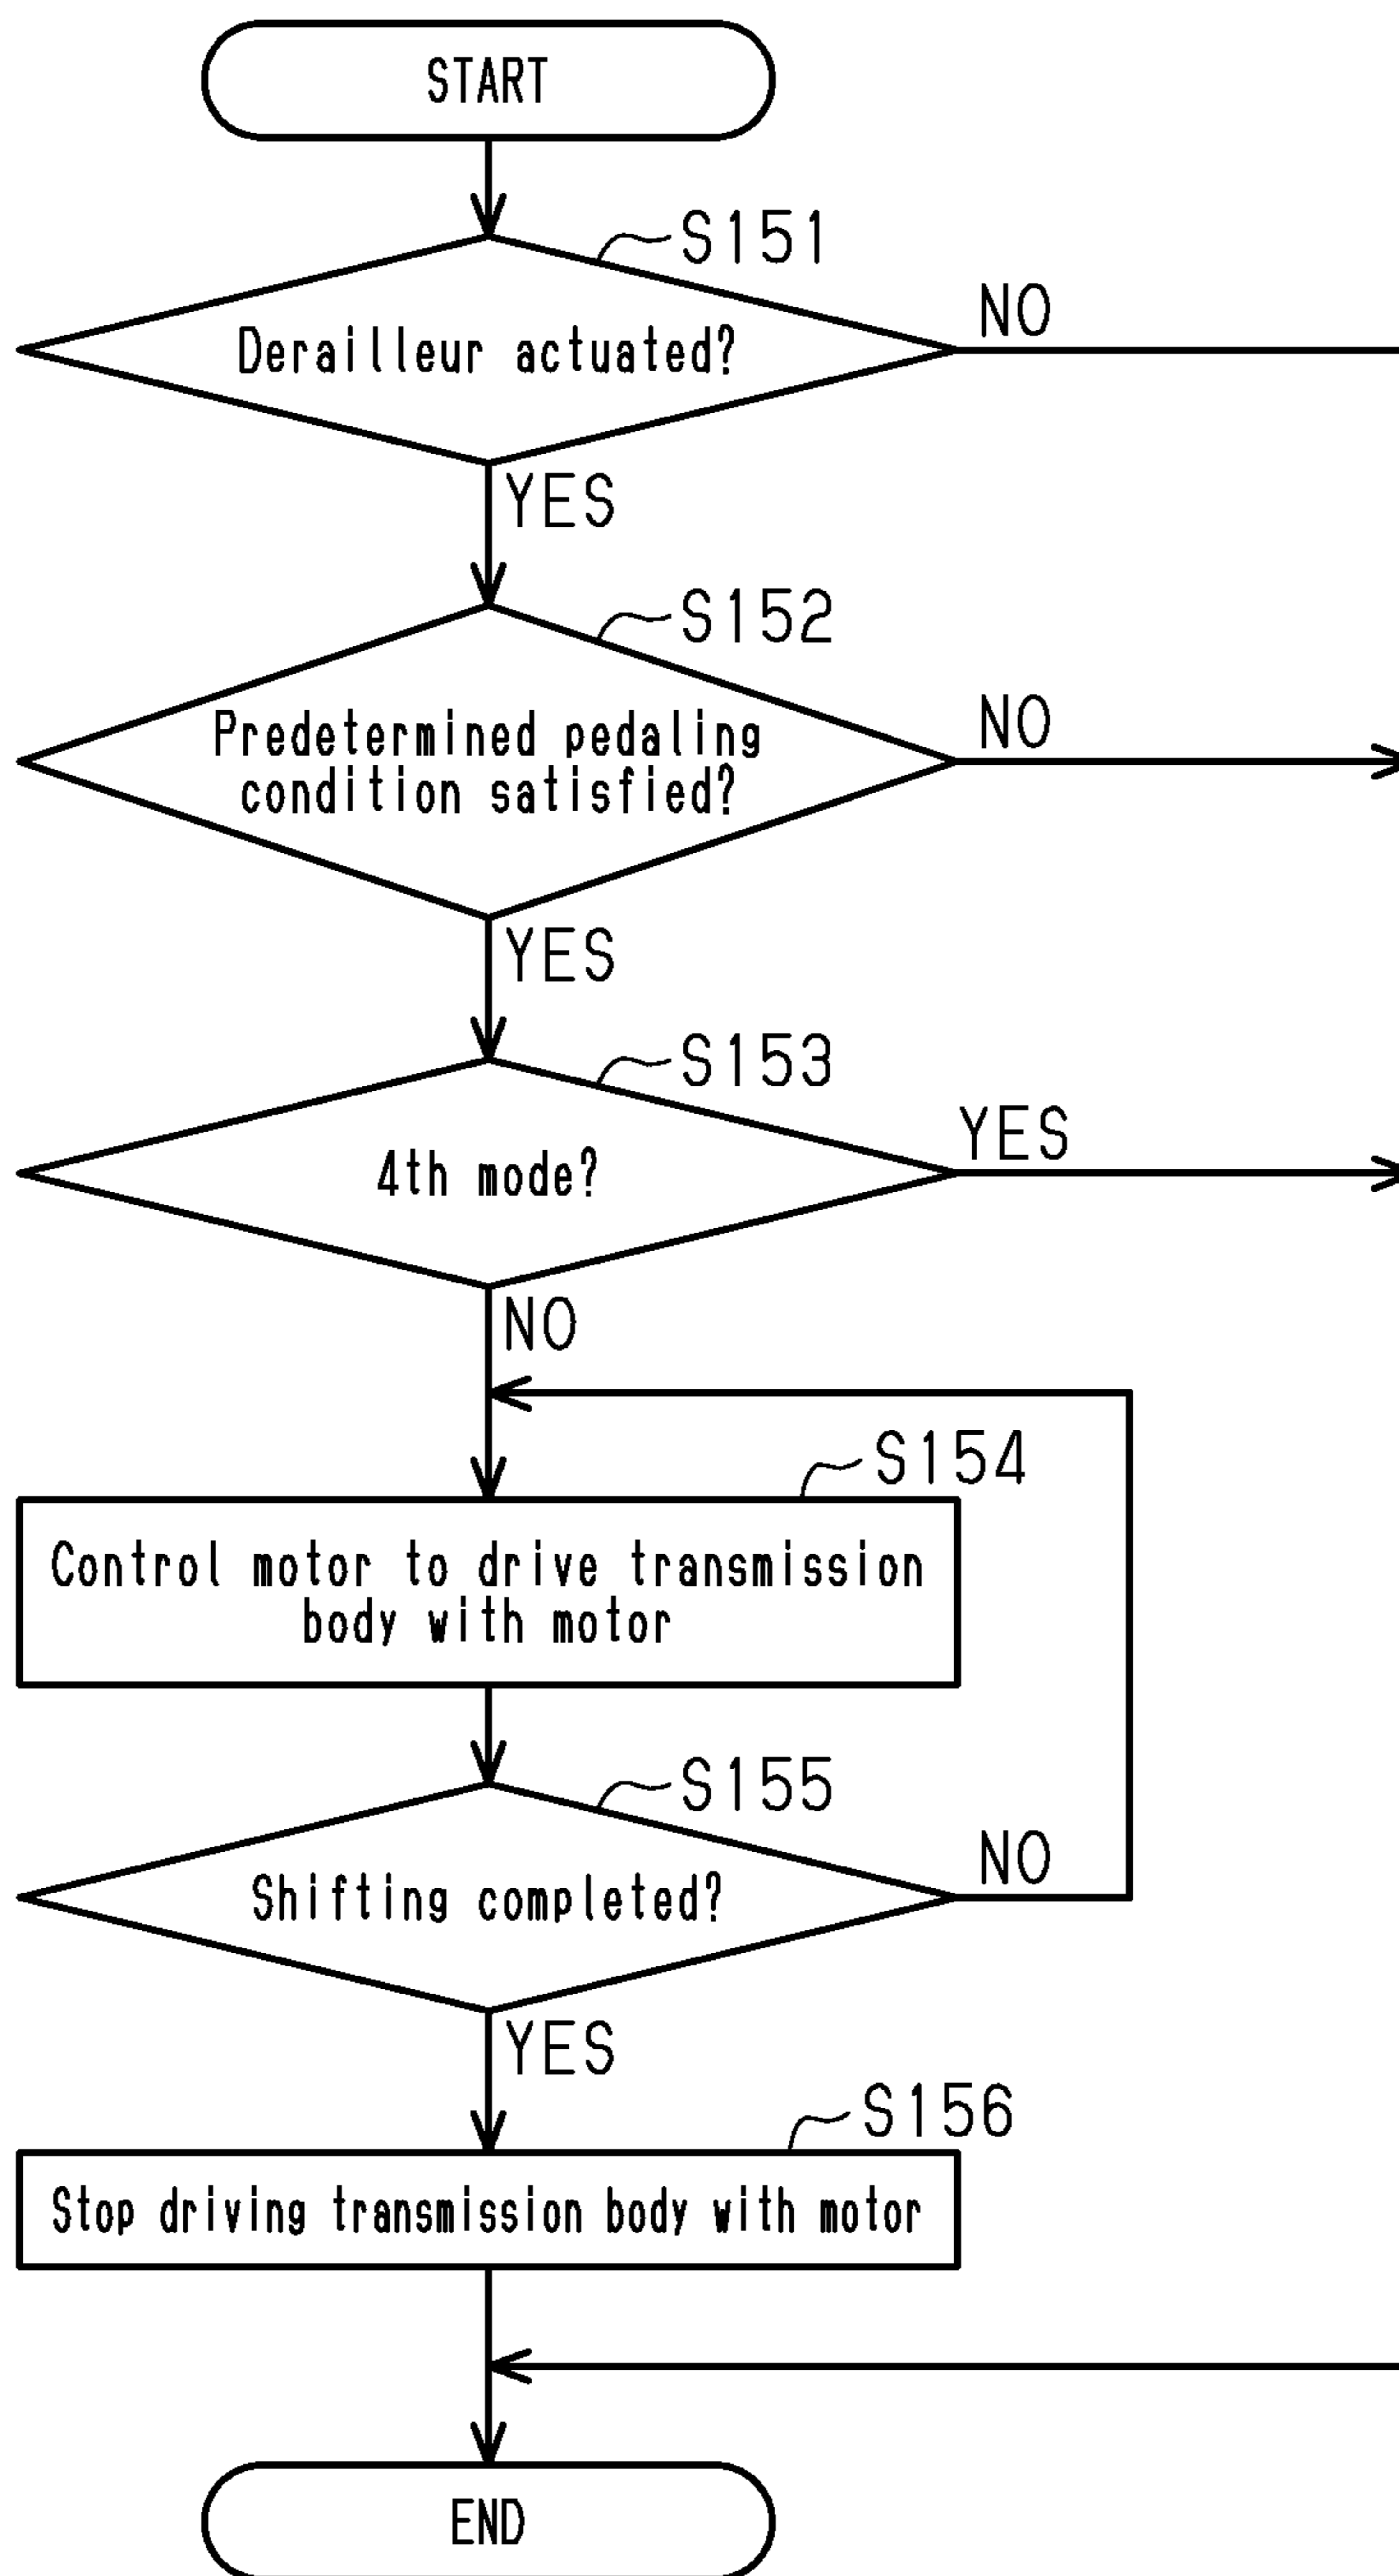 START
S151
Derailleur actuated?
NO
YES
S152
Predetermined pedaling
condition satisfied?
NO
YES
S153
4th mode?
YES
NO
S154
Control motor to drive transmission
body with motor
S155
Shifting completed?
NO
YES
S156
Stop driving transmission body with motor
END